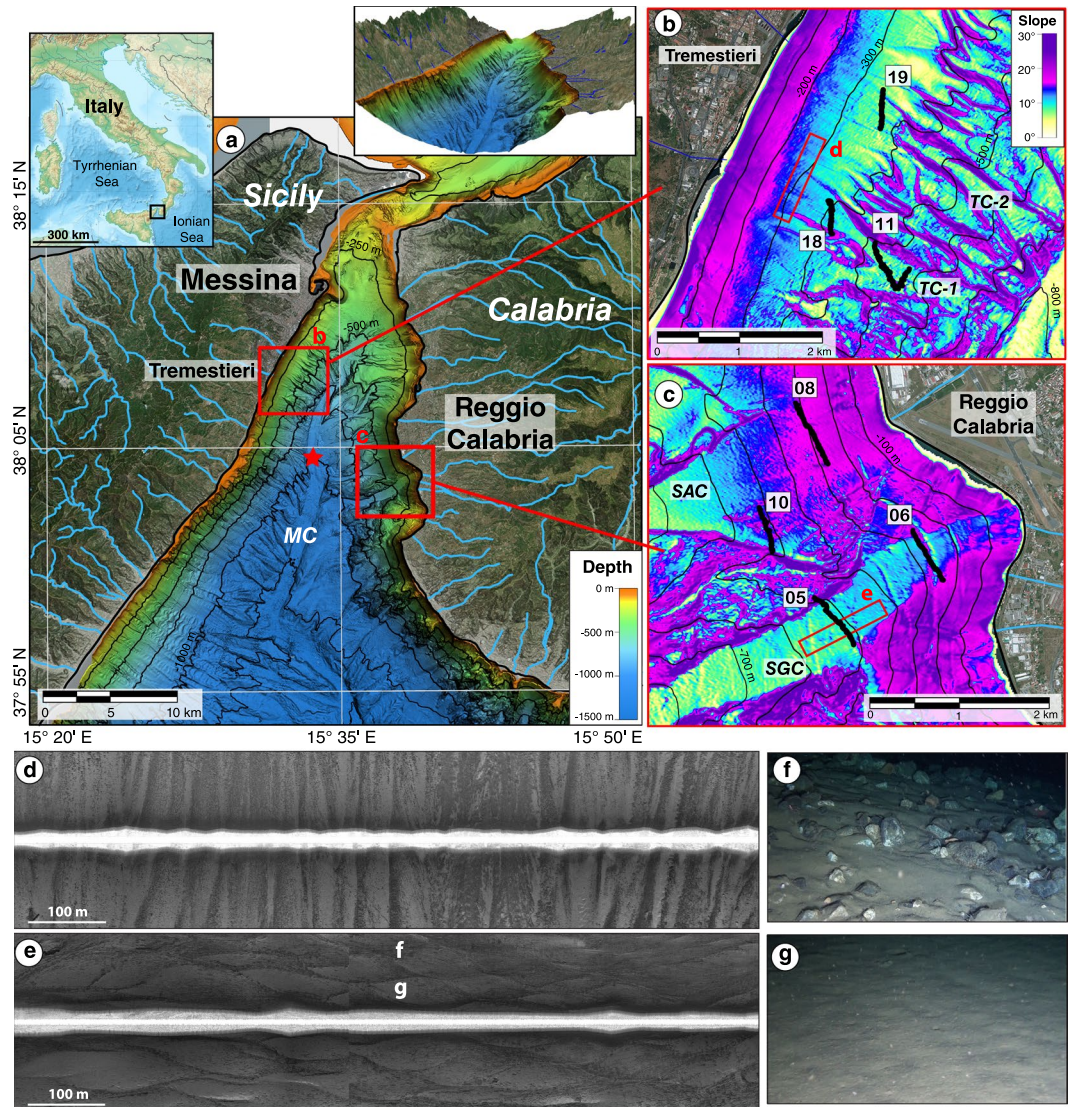 Italy
Tyrrhenian
Sea
Ionian
Sea
300 km
a
Sicily
-250 m
Messina
Calabria
-500 m
b
Tremestieri
Reggio
Calabria
c
MC
-1000 m
Depth
0 m
-500 m
-1000 m
-1500 m
0 5 10 km
38° 15' N
38° 05' N
37° 55' N
15° 20' E
15° 35' E
15° 50' E
b
Tremestieri
Slope
30°
20°
10°
0°
-200 m
-300 m
19
d
-500 m
TC-2
11
18
TC-1
-800 m
0 1 2 km
c
08
Reggio
Calabria
-100 m
SAC
10
06
05
e
SGC
-700 m
0 1 2 km
d
100 m
e
f
g
100 m
f
g